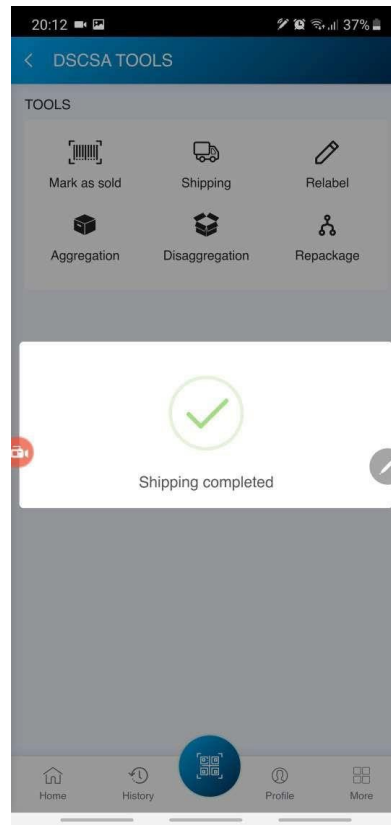 20:12 37%
DSCSA TOOLS
TOOLS
Mark as sold Shipping Relabel
Aggregation Disaggregation Repackage
Shipping completed
Home History Profile More